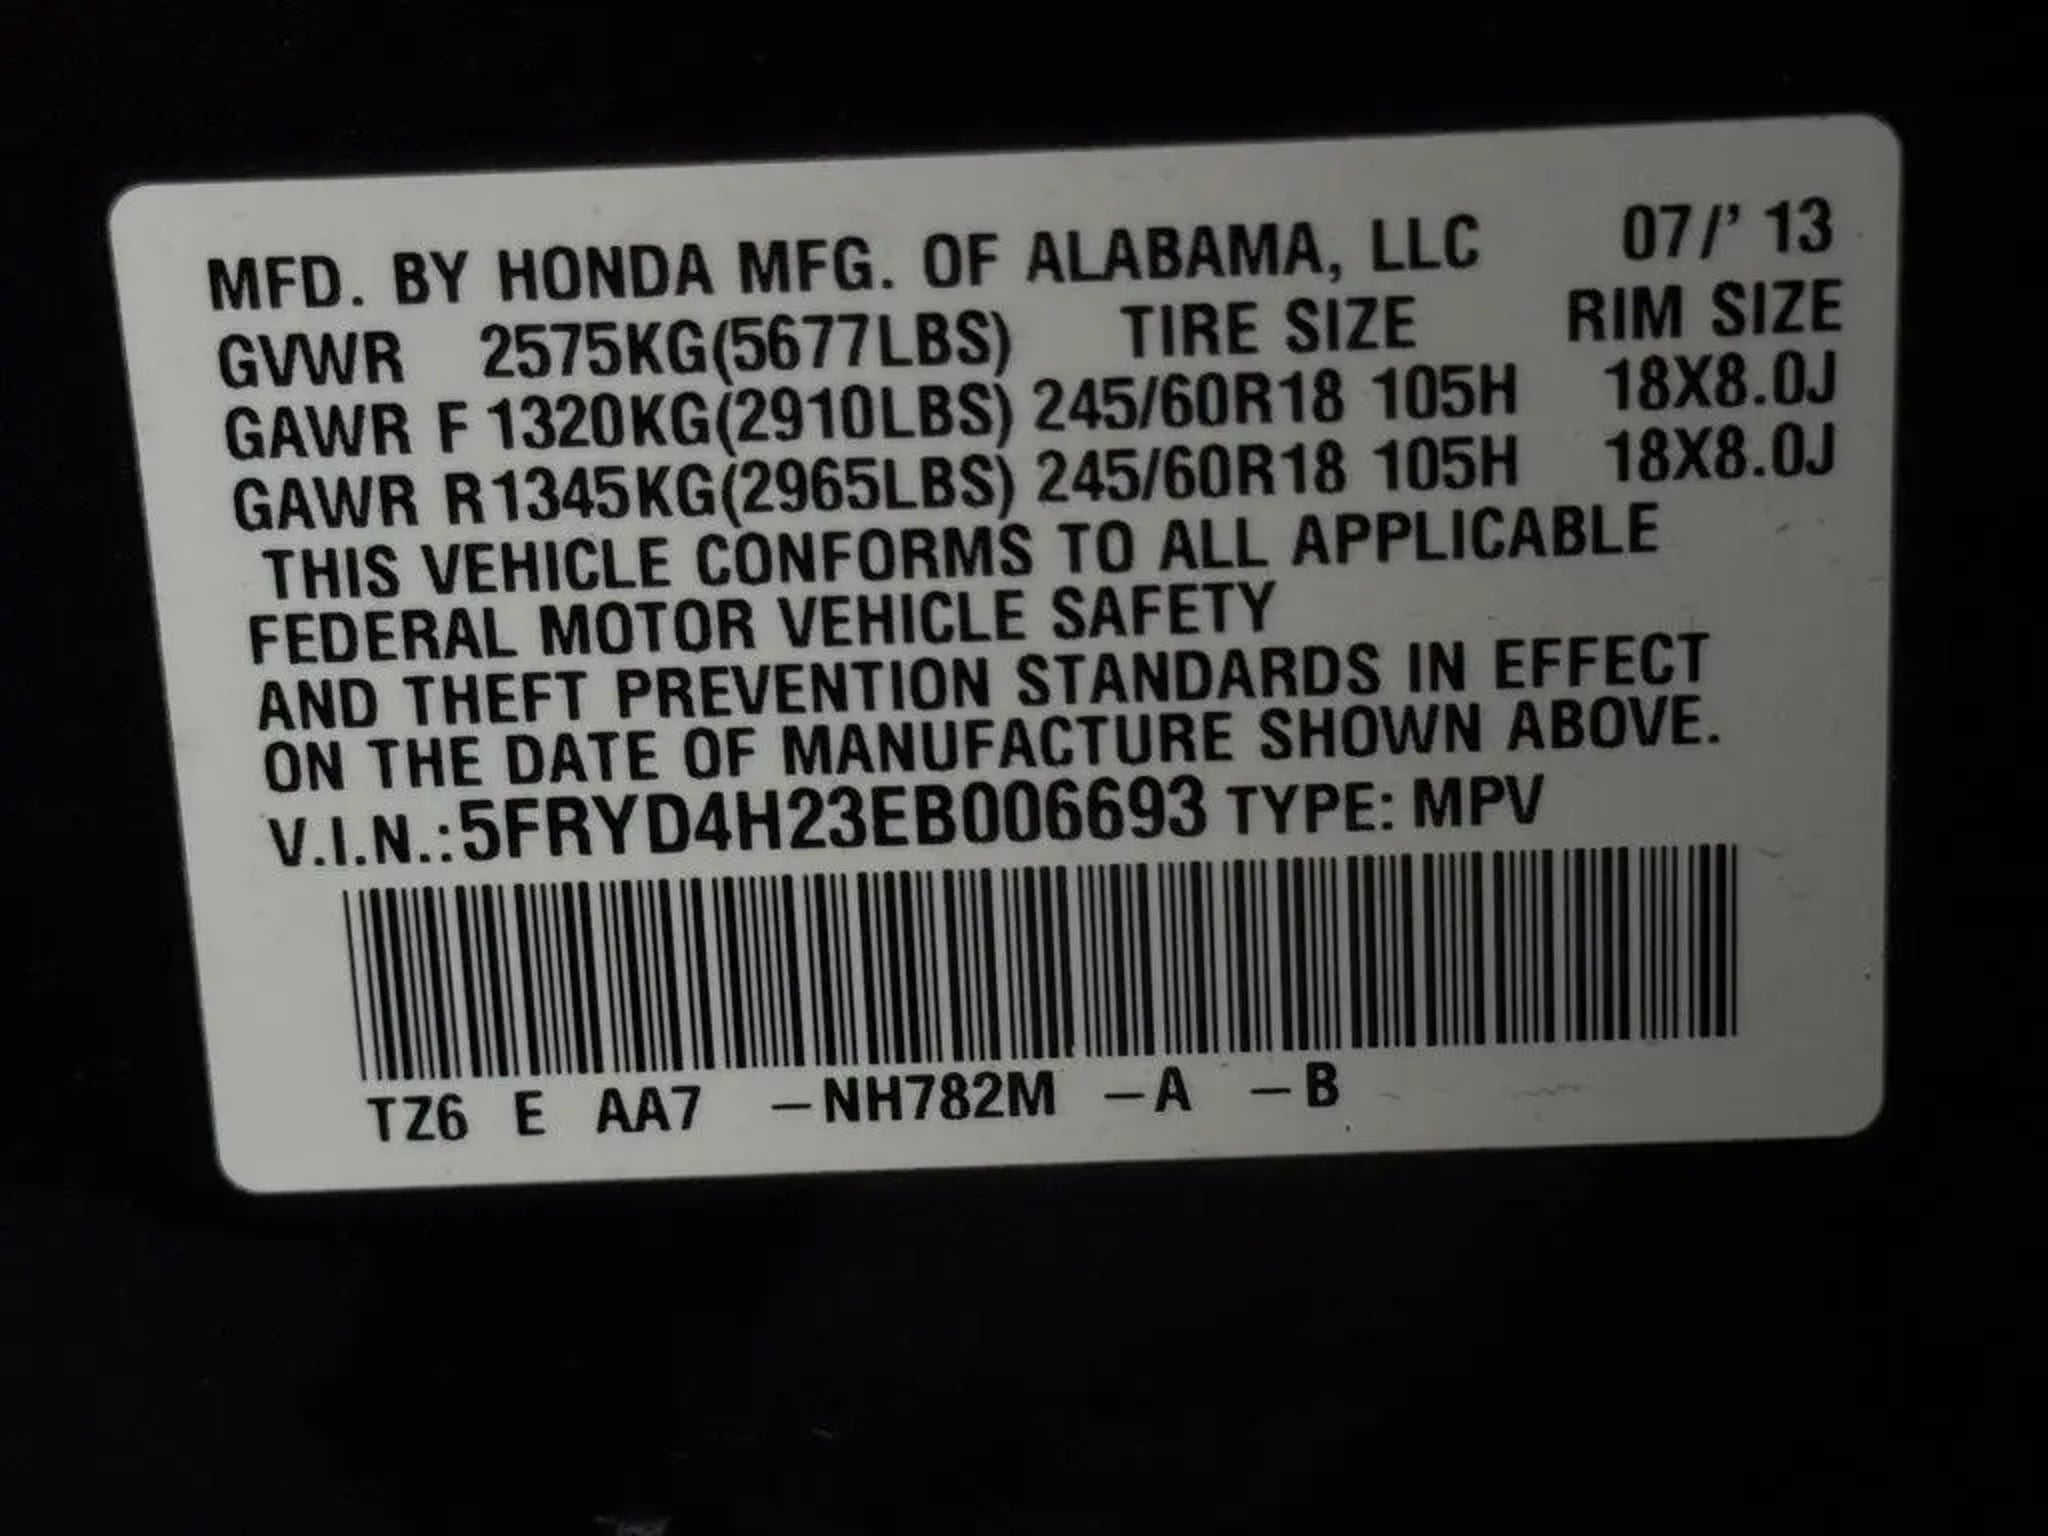 MFD. BY HONDA MFG. OF ALABAMA, LLC 07/' 13
GVWR 2575KG(5677LBS) TIRE SIZE RIM SIZE
GAWR F 1320KG(2910LBS) 245/60R18 105H 18X8.0J
GAWR R 1345KG(2965LBS) 245/60R18 105H 18X8.0J
THIS VEHICLE CONFORMS TO ALL APPLICABLE
FEDERAL MOTOR VEHICLE SAFETY
AND THEFT PREVENTION STANDARDS IN EFFECT
ON THE DATE OF MANUFACTURE SHOWN ABOVE.
V.I.N.:5FRYD4H23EB006693 TYPE: MPV
TZ6 E AA7 –NH782M –A –B